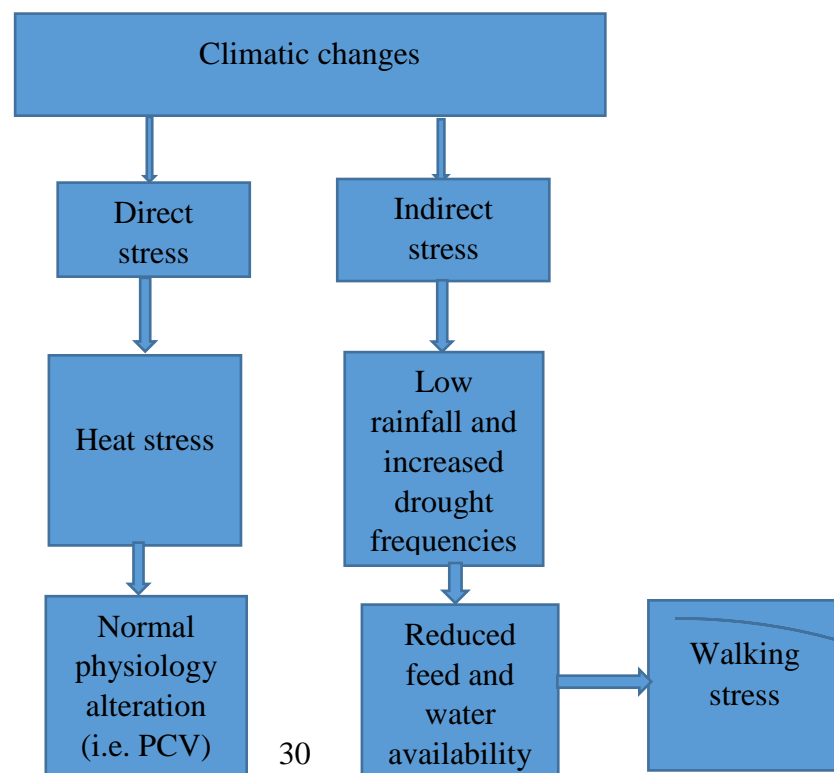 Climatic changes
Direct
stress
Indirect
stress
Heat stress
Low
rainfall and
increased
drought
frequencies
Normal
physiology
alteration
(i.e. PCV)
30
Reduced
feed and
water
availability
Walking
stress